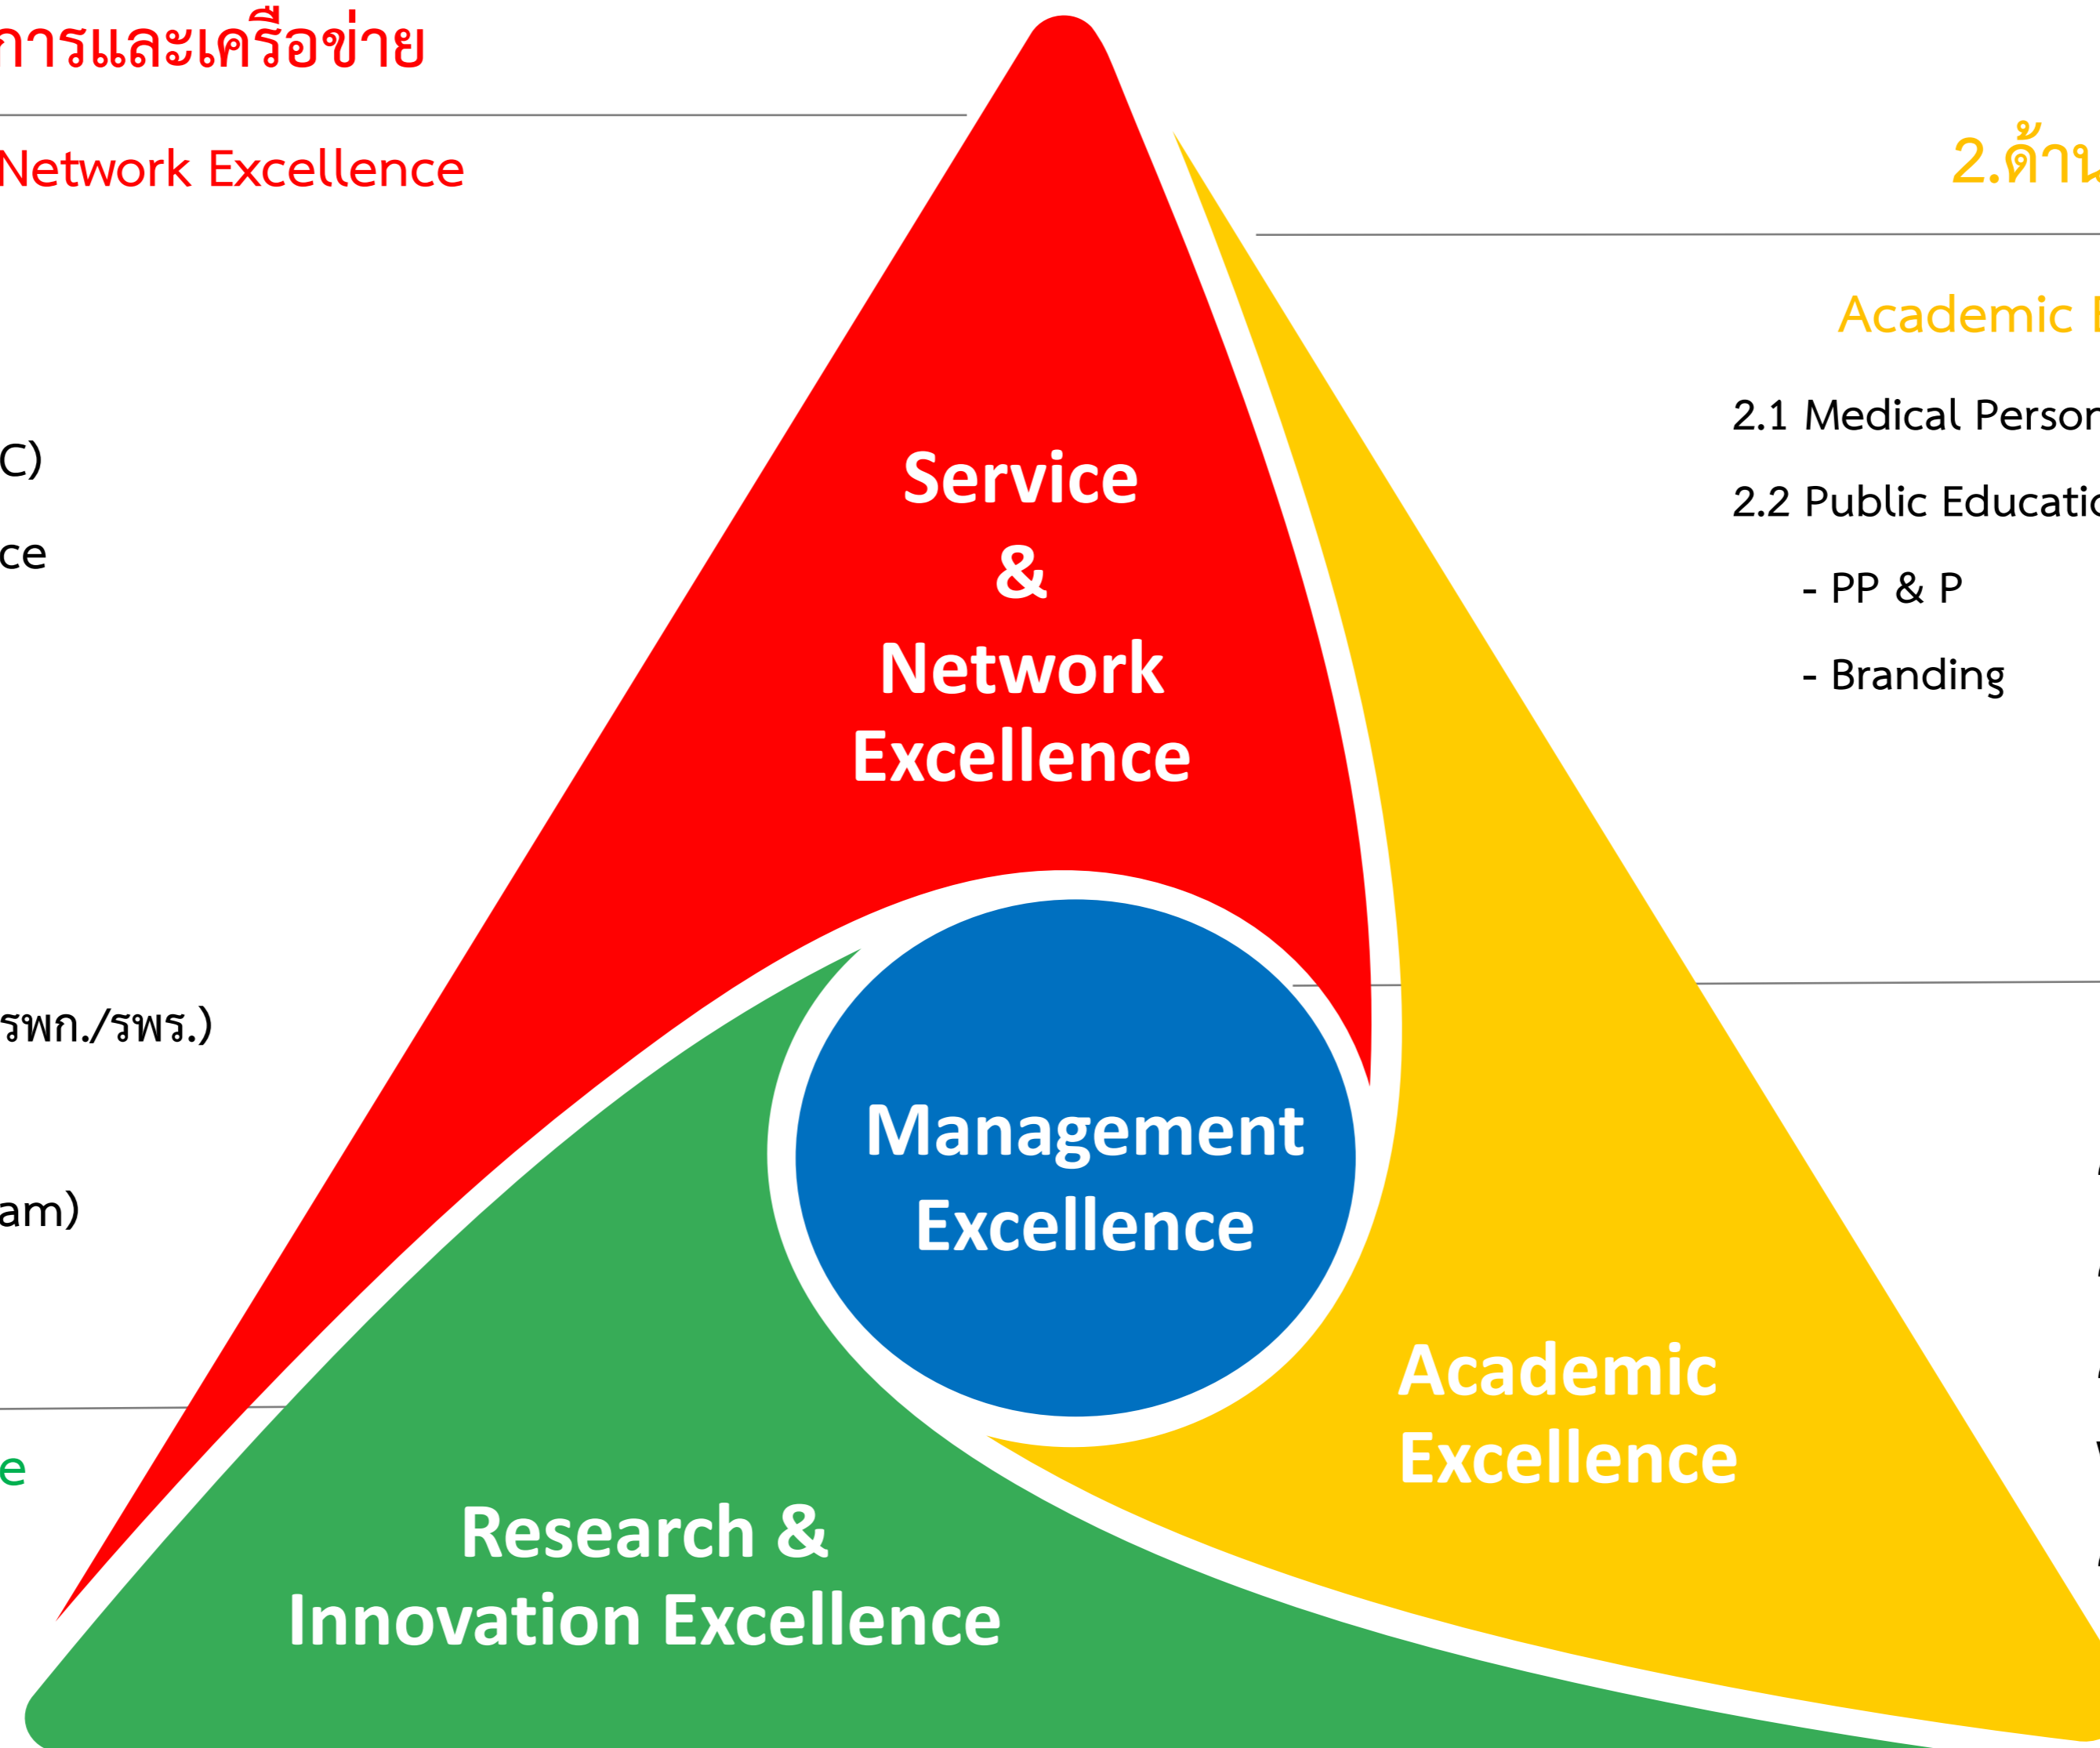 การและเครือข่าย
Network Excellence
C)
ce
รพก./รพร.)
am)
e
Service
&
Network
Excellence
Management
Excellence
Research &
Innovation Excellence
Academic
Excellence
2.ด้าน
Academic
2.1 Medical
2.2 Public
- PP & P
- Branding